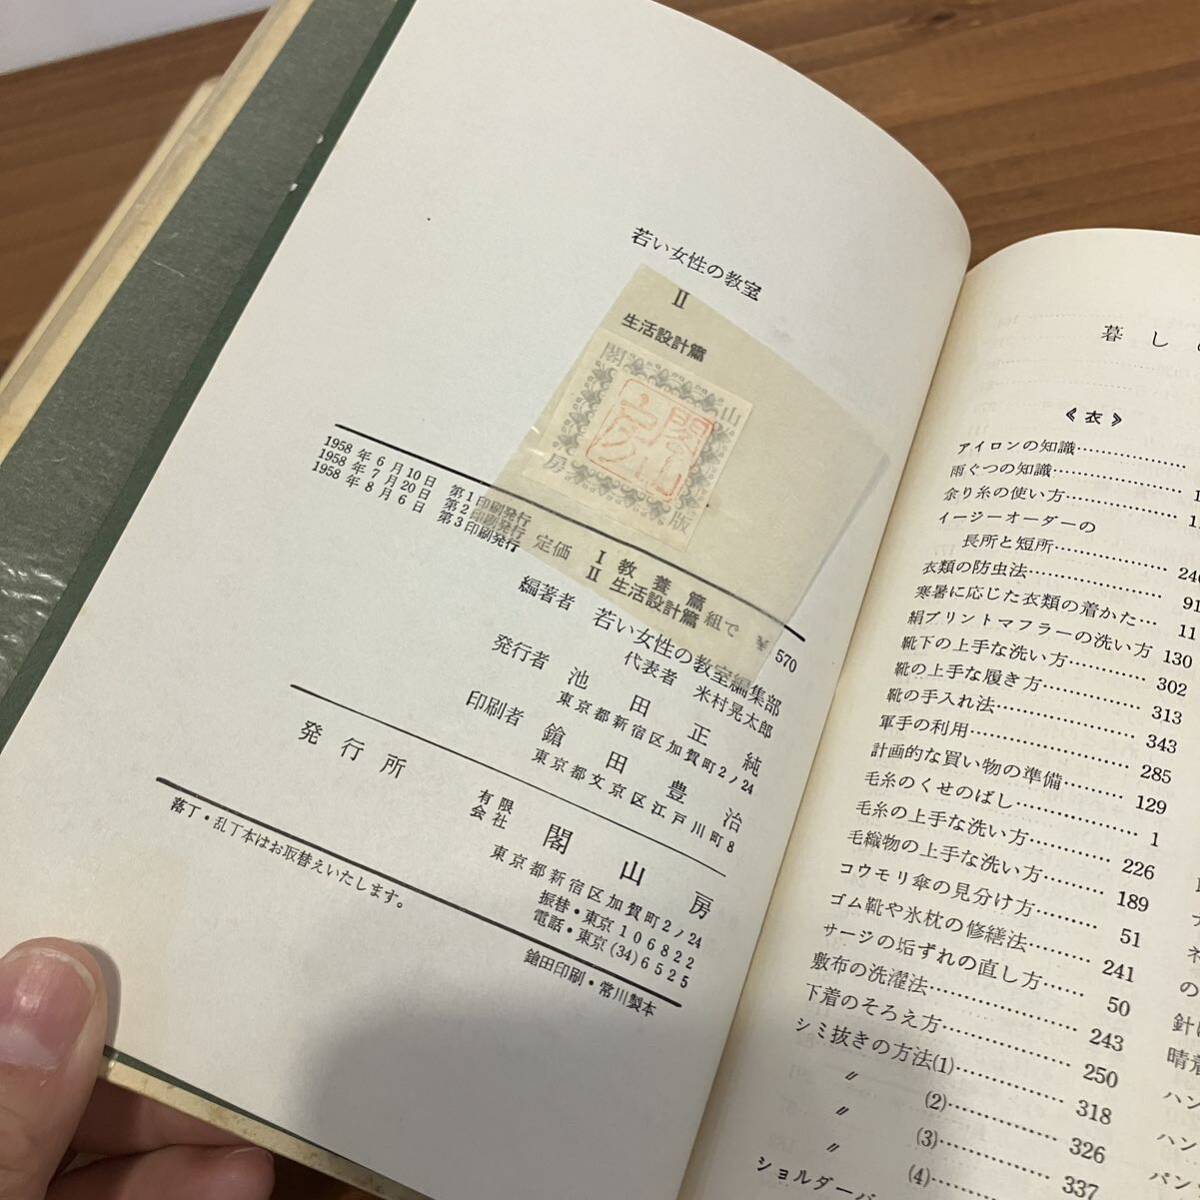 若い女性の教室
II
生活設計篇
閣
山
房
版
1958年6月10日 第1印刷発行
1958年7月20日 第2印刷発行
1958年8月6日 第3印刷発行
定価 I 教養篇 II 生活設計篇 組で 570
編著者 若い女性の教室編集部
代表者 米村晃太郎
発行者 池田正純
東京都新宿区加賀町2ノ24
印刷者 鎗田豊治
東京都文京区江戸川町8
発行所 有限会社 閣山房
東京都新宿区加賀町2ノ24
振替・東京106822
電話・東京(34)6525
落丁・乱丁本はお取替えいたします。
鎗田印刷・常川製本
暮し
《衣》
アイロンの知識
雨ぐつの知識
余り糸の使い方
イージーオーダーの
長所と短所
衣類の防虫法
寒暑に応じた衣類の着かた
絹プリントマフラーの洗い方
靴下の上手な洗い方
靴の上手な履き方
靴の手入れ法
軍手の利用
計画的な買い物の準備
毛糸のくせのばし
毛糸の上手な洗い方
毛織物の上手な洗い方
コウモリ傘の見分け方
ゴム靴や氷枕の修繕法
サージの垢ずれの直し方
敷布の洗濯法
下着のそろえ方
シミ抜きの方法(1)
〃 (2)
〃 (3)
〃 (4)
ショルダーバ
240
91
11
130
302
313
343
285
129
1
226
189
51
241
50
243
250
318
326
337
の
針
晴着
ハン
ハン
パン